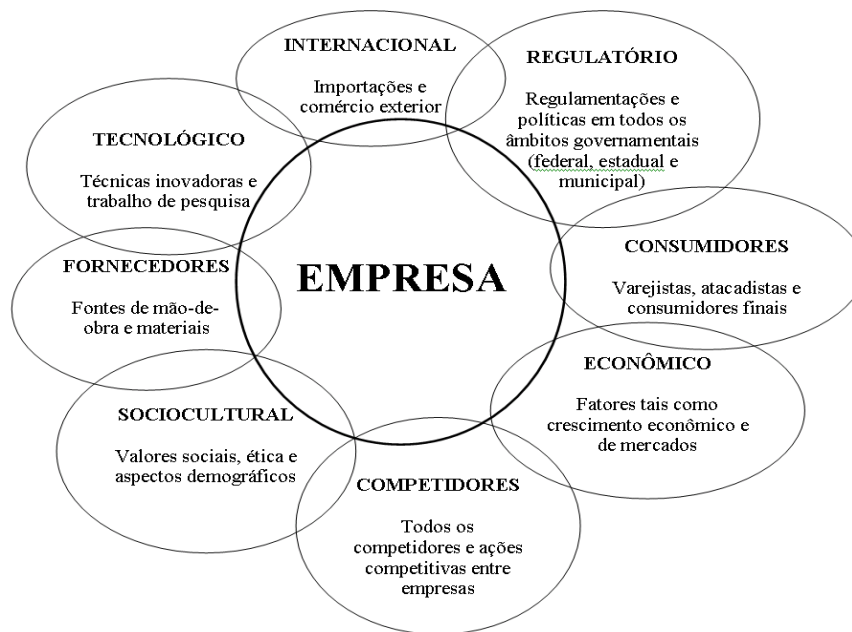 INTERNACIONAL
Importações e
comércio exterior
REGULATÓRIO
Regulamentações e
políticas em todos os
âmbitos governamentais
(federal, estadual e
municipal)
TECNOLÓGICO
Técnicas inovadoras e
trabalho de pesquisa
CONSUMIDORES
Varejistas, atacadistas e
consumidores finais
FORNECEDORES
Fontes de mão-de-
obra e materiais
EMPRESA
ECONÔMICO
Fatores tais como
crescimento econômico e
de mercados
SOCIOCULTURAL
Valores sociais, ética e
aspectos demográficos
COMPETIDORES
Todos os
competidores e ações
competitivas entre
empresas